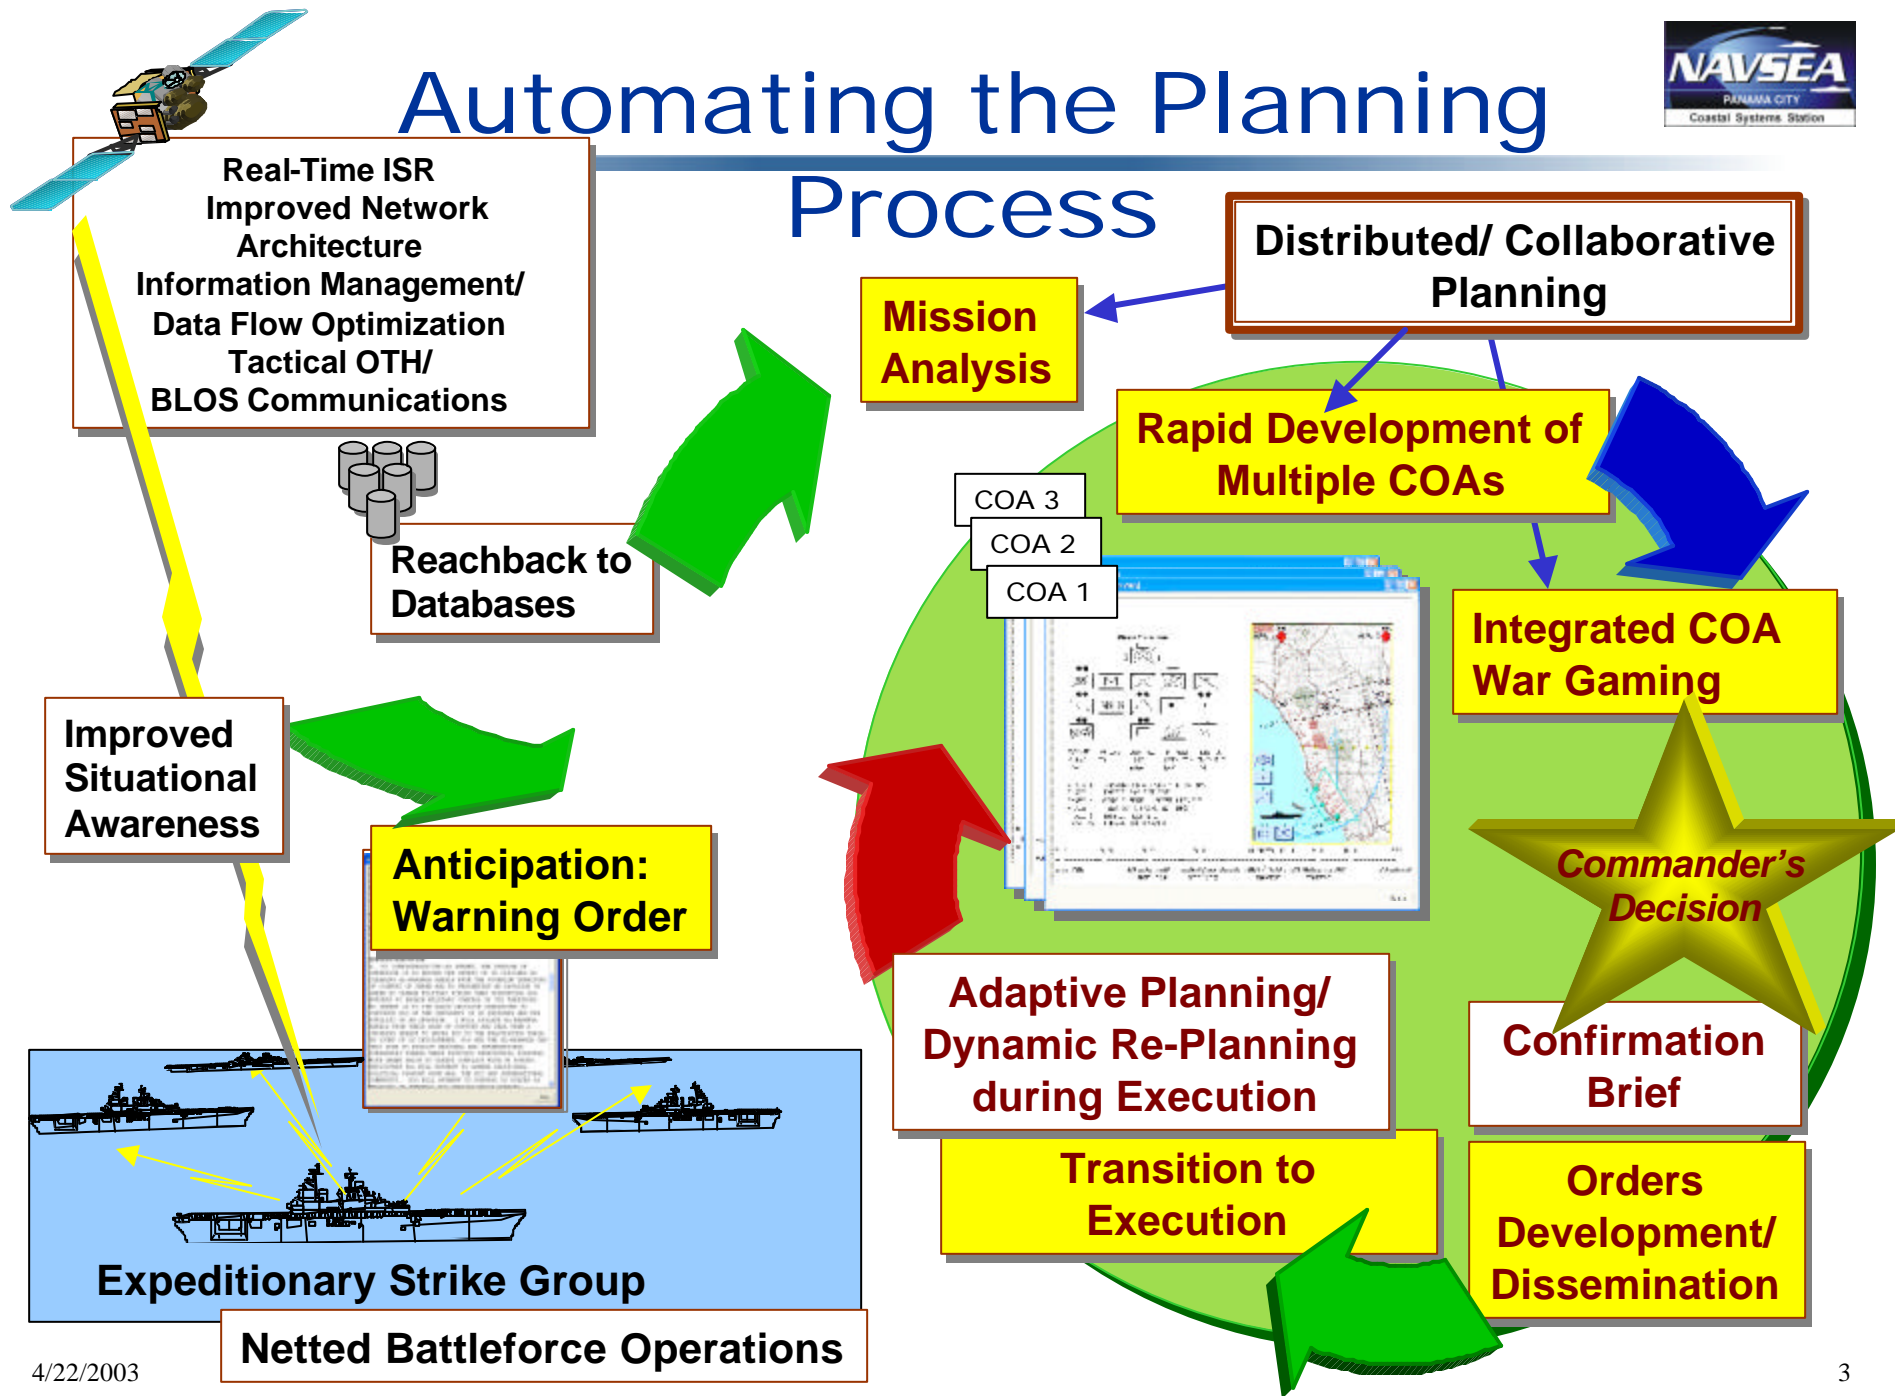 Automating the Planning
Process
NAVSEA
PANAMA CITY
Coastal Systems Station
Real-Time ISR
Improved Network
Architecture
Information Management/
Data Flow Optimization
Tactical OTH/
BLOS Communications
Reachback to
Databases
Improved
Situational
Awareness
Anticipation:
Warning Order
Expeditionary Strike Group
Netted Battleforce Operations
Distributed/ Collaborative
Planning
Mission
Analysis
Rapid Development of
Multiple COAs
COA 3
COA 2
COA 1
Integrated COA
War Gaming
Commander's
Decision
Confirmation
Brief
Orders
Development/
Dissemination
Adaptive Planning/
Dynamic Re-Planning
during Execution
Transition to
Execution
4/22/2003
3